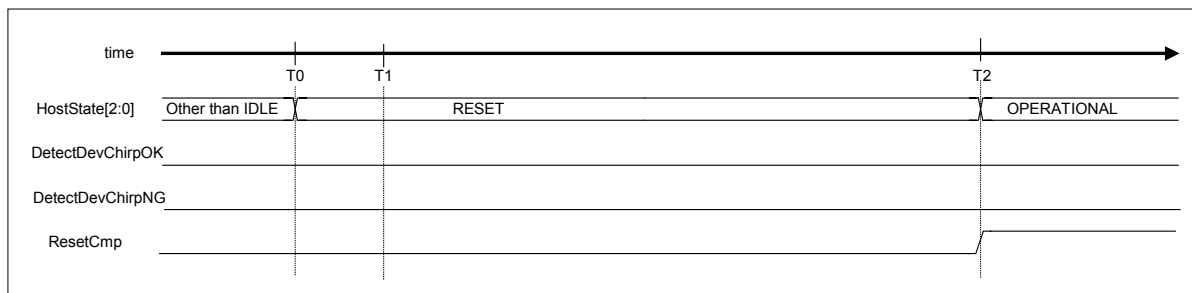 time
T0 T1 T2
HostState[2:0] Other than IDLE RESET OPERATIONAL
DetectDevChirpOK
DetectDevChirpNG
ResetCmp